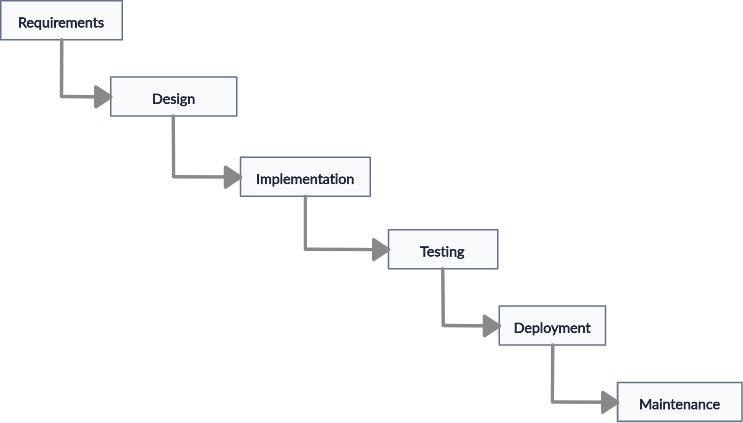 Requirements
Design
Implementation
Testing
Deployment
Maintenance